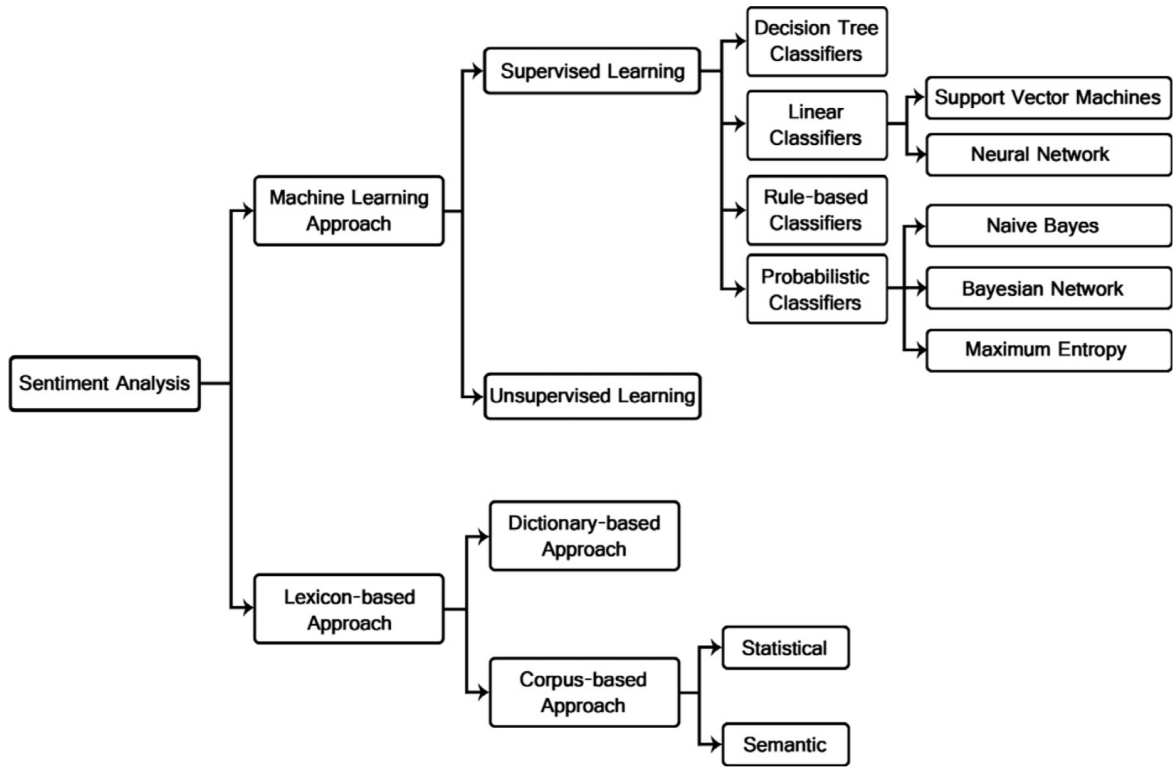 Decision Tree
Classifiers
Supervised Learning
Support Vector Machines
Linear
Classifiers
Neural Network
Machine Learning
Approach
Rule-based
Classifiers
Naive Bayes
Probabilistic
Classifiers
Bayesian Network
Maximum Entropy
Sentiment Analysis
Unsupervised Learning
Dictionary-based
Approach
Lexicon-based
Approach
Statistical
Corpus-based
Approach
Semantic